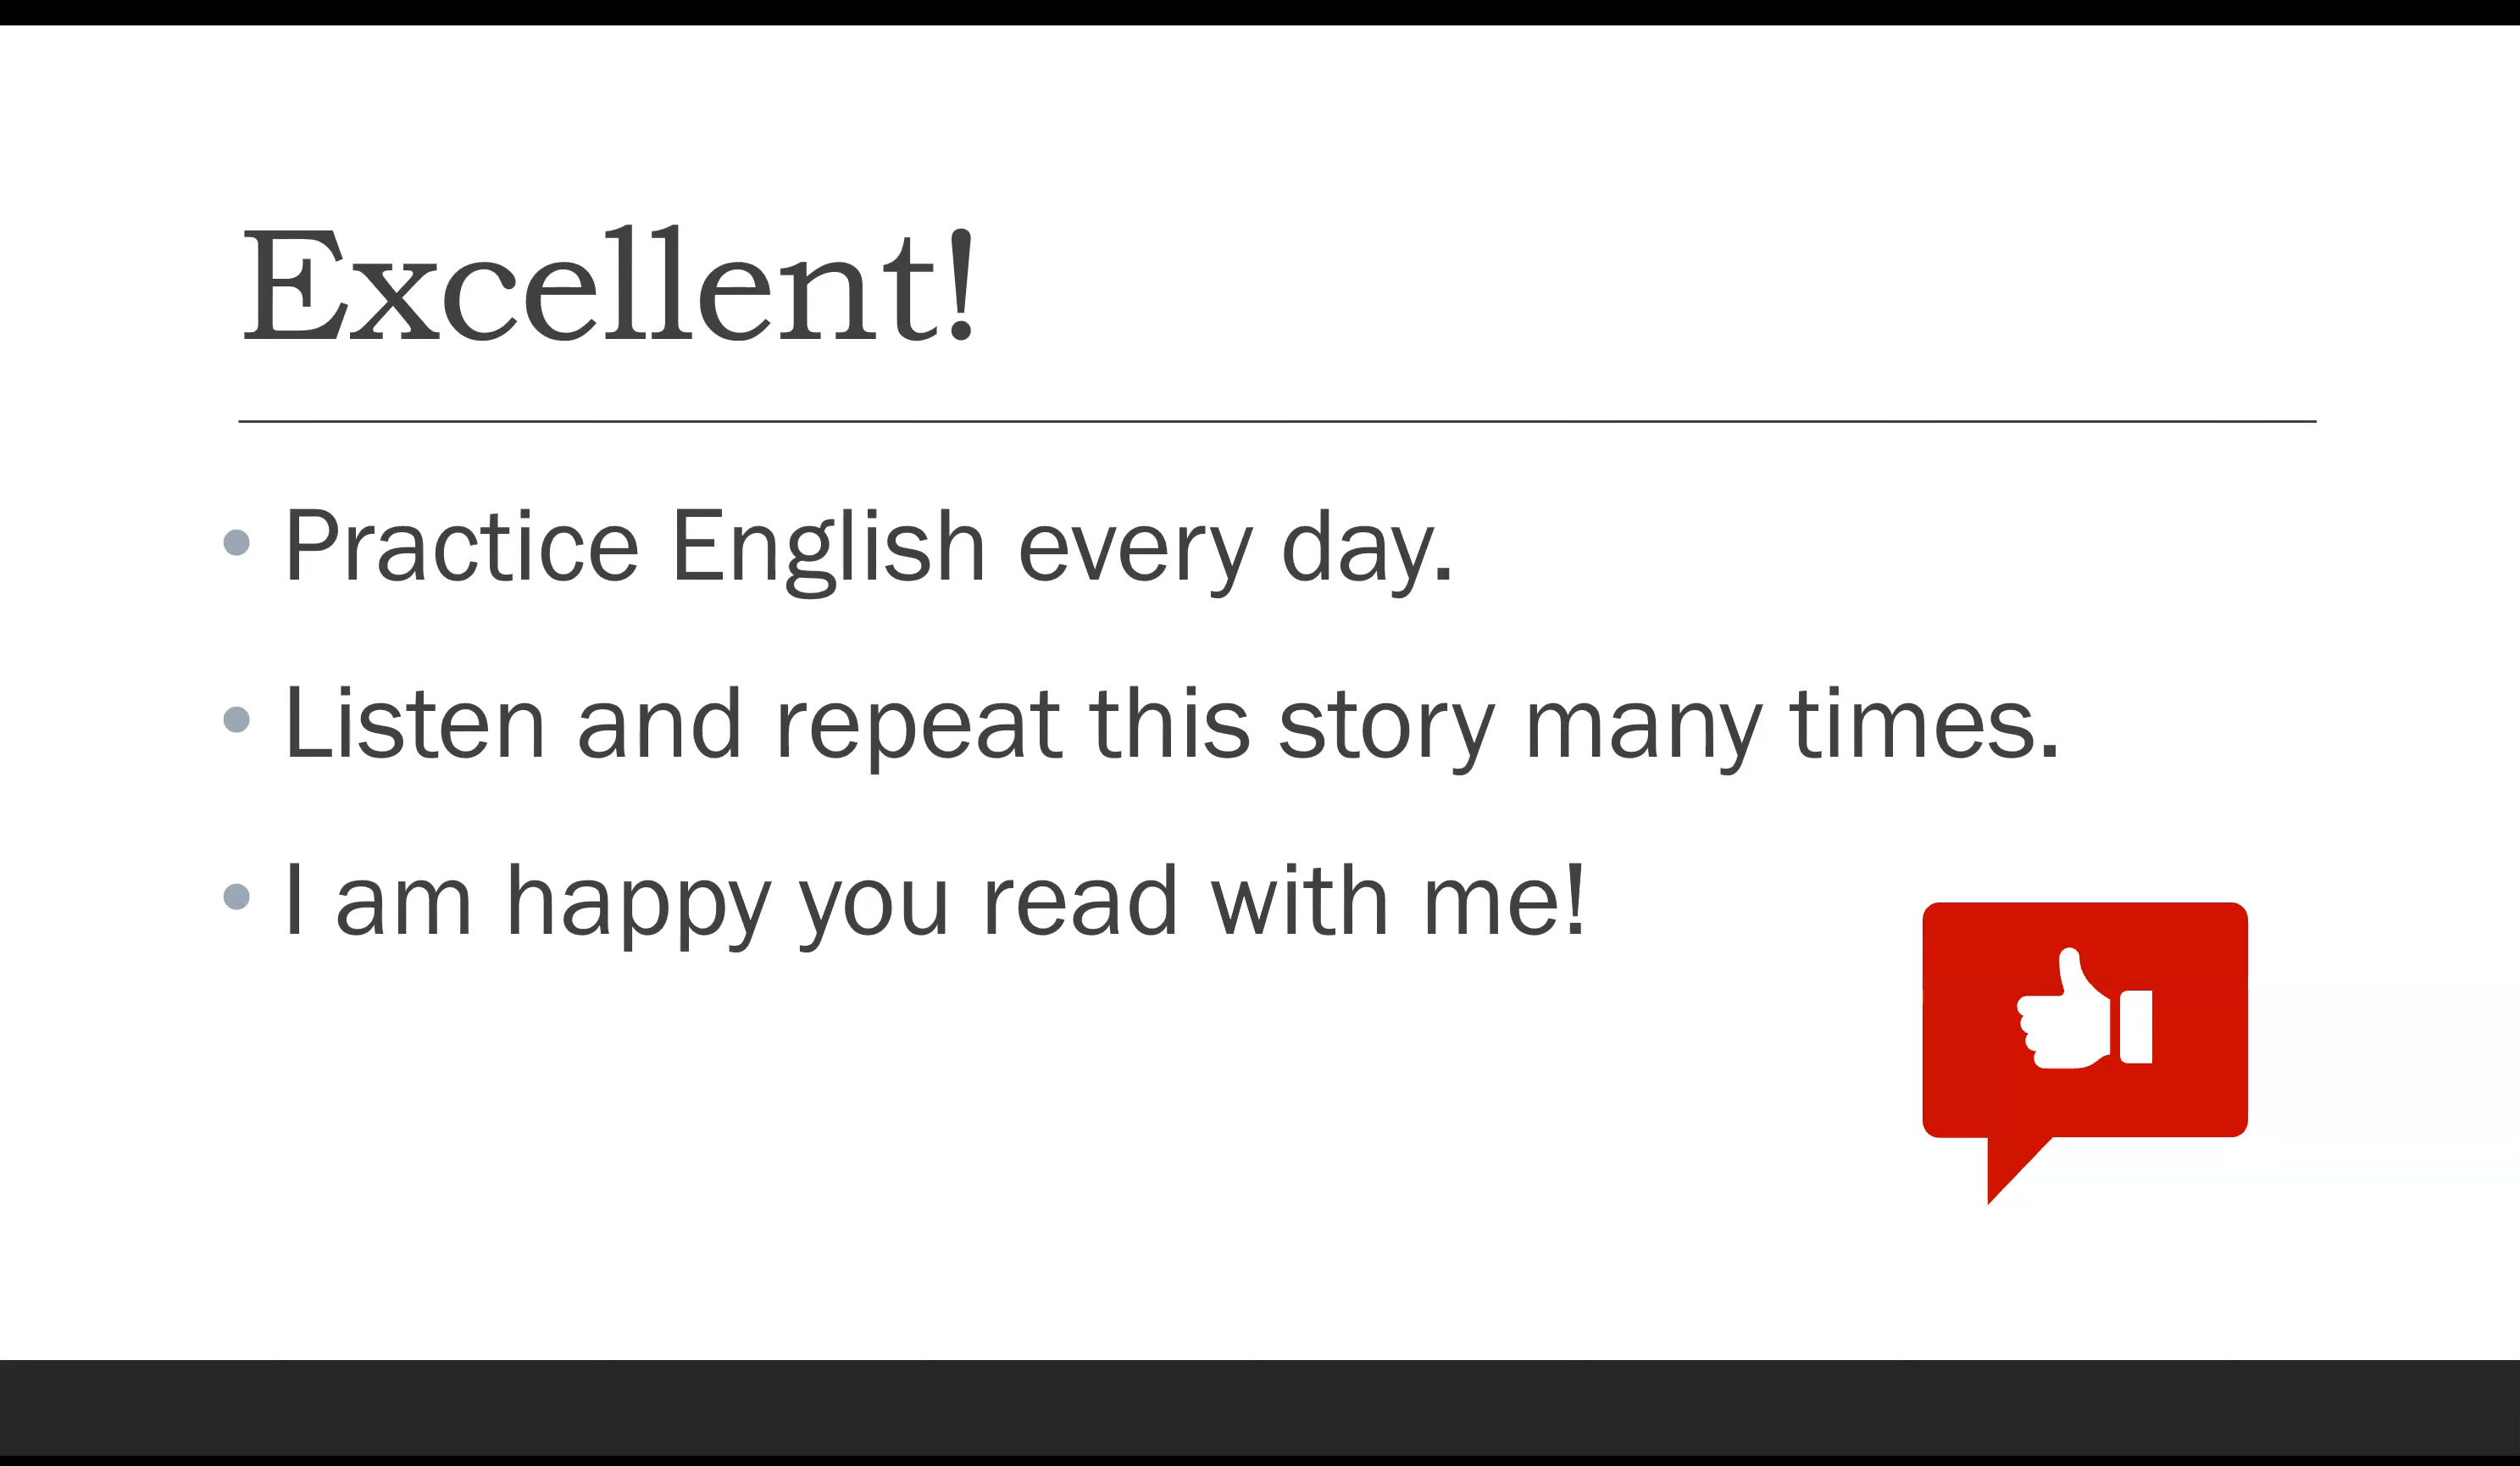 Excellent!
Practice English every day.
Listen and repeat this story many times.
I am happy you read with me!